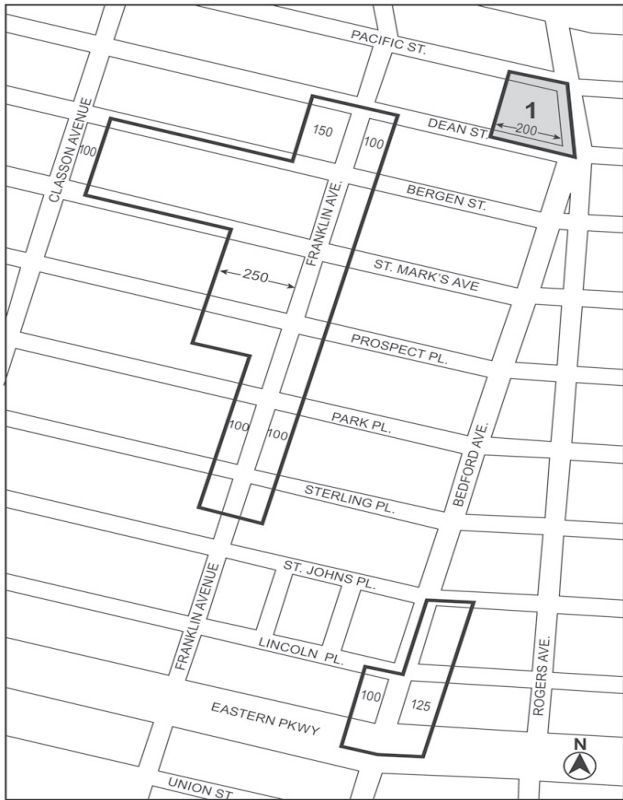 PACIFIC ST.
1
200
DEAN ST.
CLASSON AVENUE
100
150
100
BERGEN ST.
FRANKLIN AVE.
ST. MARK'S AVE
250
PROSPECT PL.
PARK PL.
100
100
BEDFORD AVE.
STERLING PL.
ST. JOHNS PL.
FRANKLIN AVENUE
LINCOLN PL.
ROGERS AVE.
100
125
EASTERN PKWY
N
UNION ST.